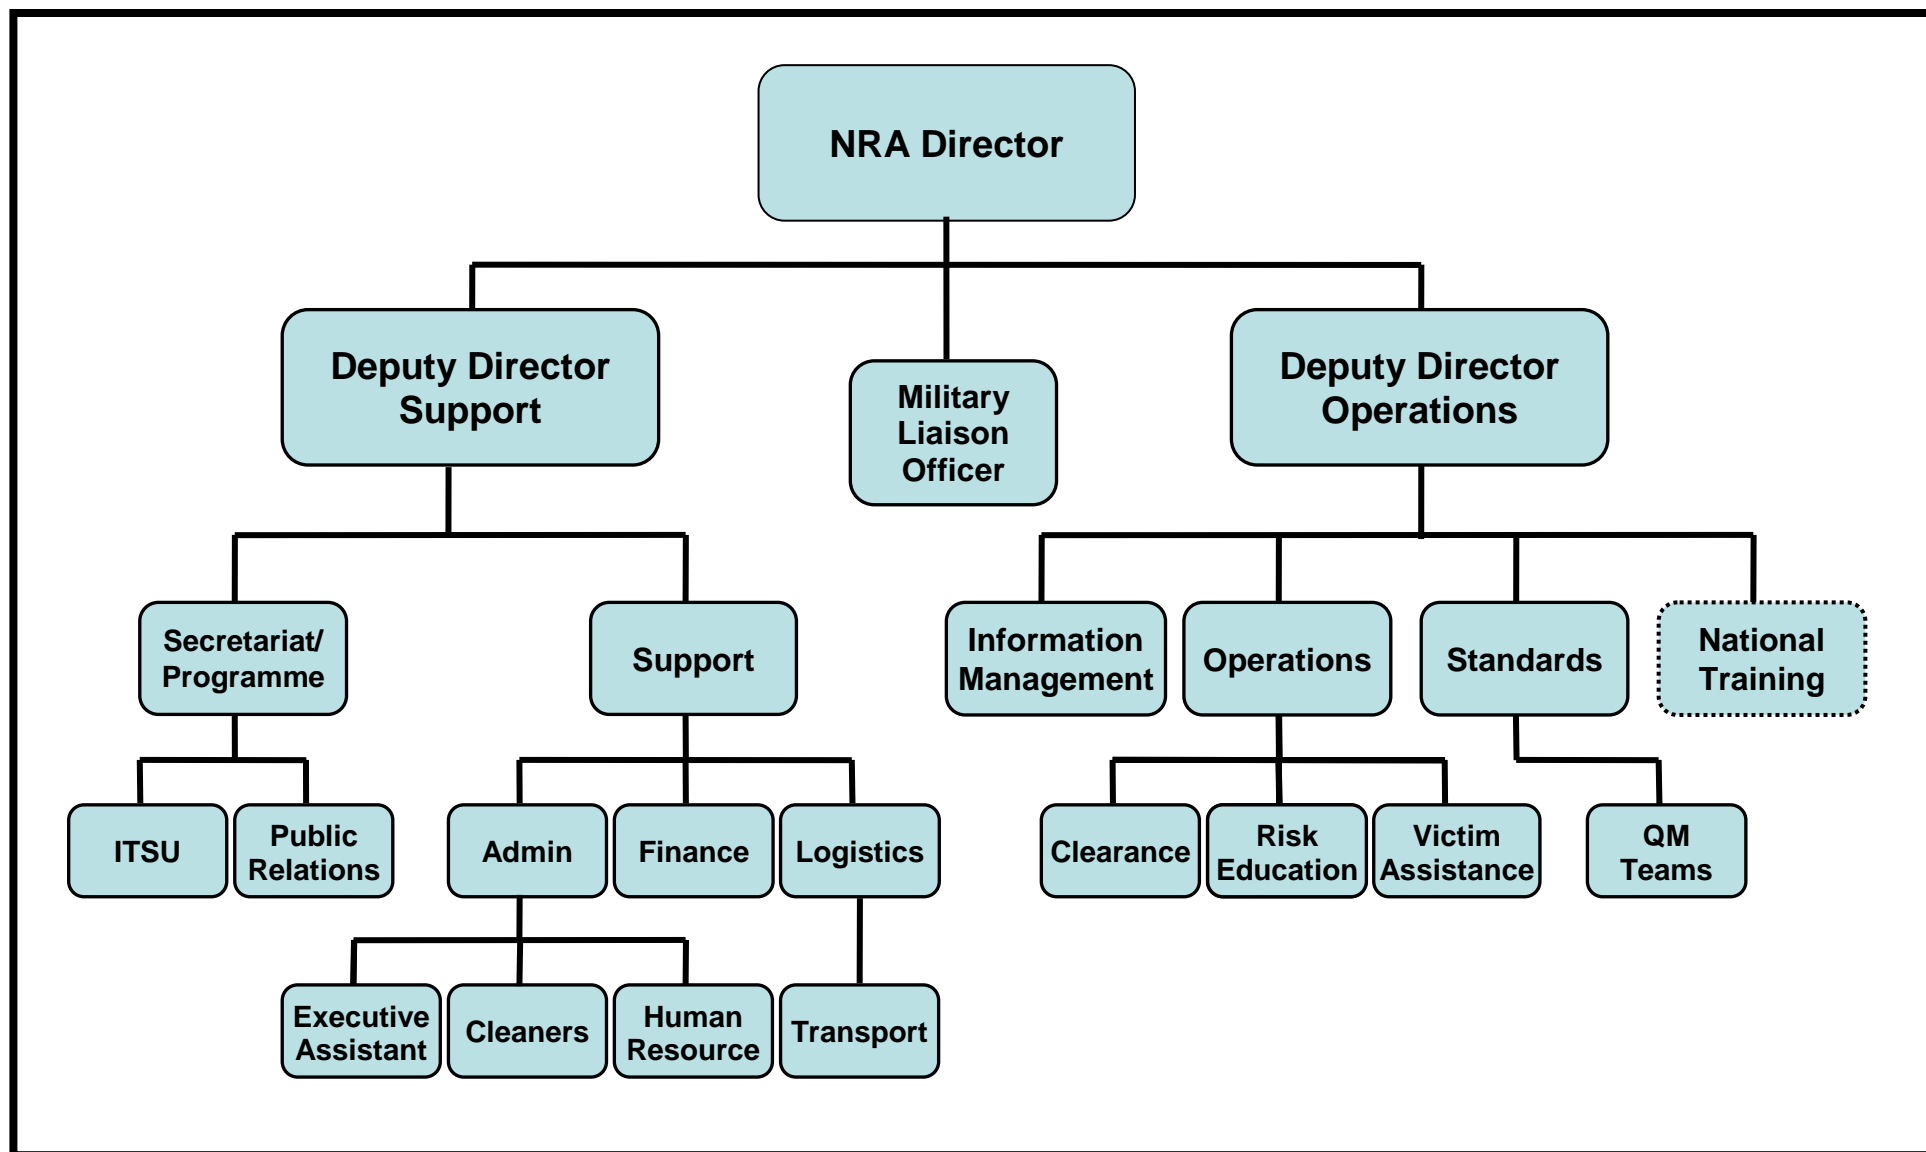 NRA Director
Deputy Director
Support
Military
Liaison
Officer
Deputy Director
Operations
Secretariat/
Programme
Support
Information
Management
Operations
Standards
National
Training
ITSU
Public
Relations
Admin
Finance
Logistics
Clearance
Risk
Education
Victim
Assistance
QM
Teams
Executive
Assistant
Cleaners
Human
Resource
Transport